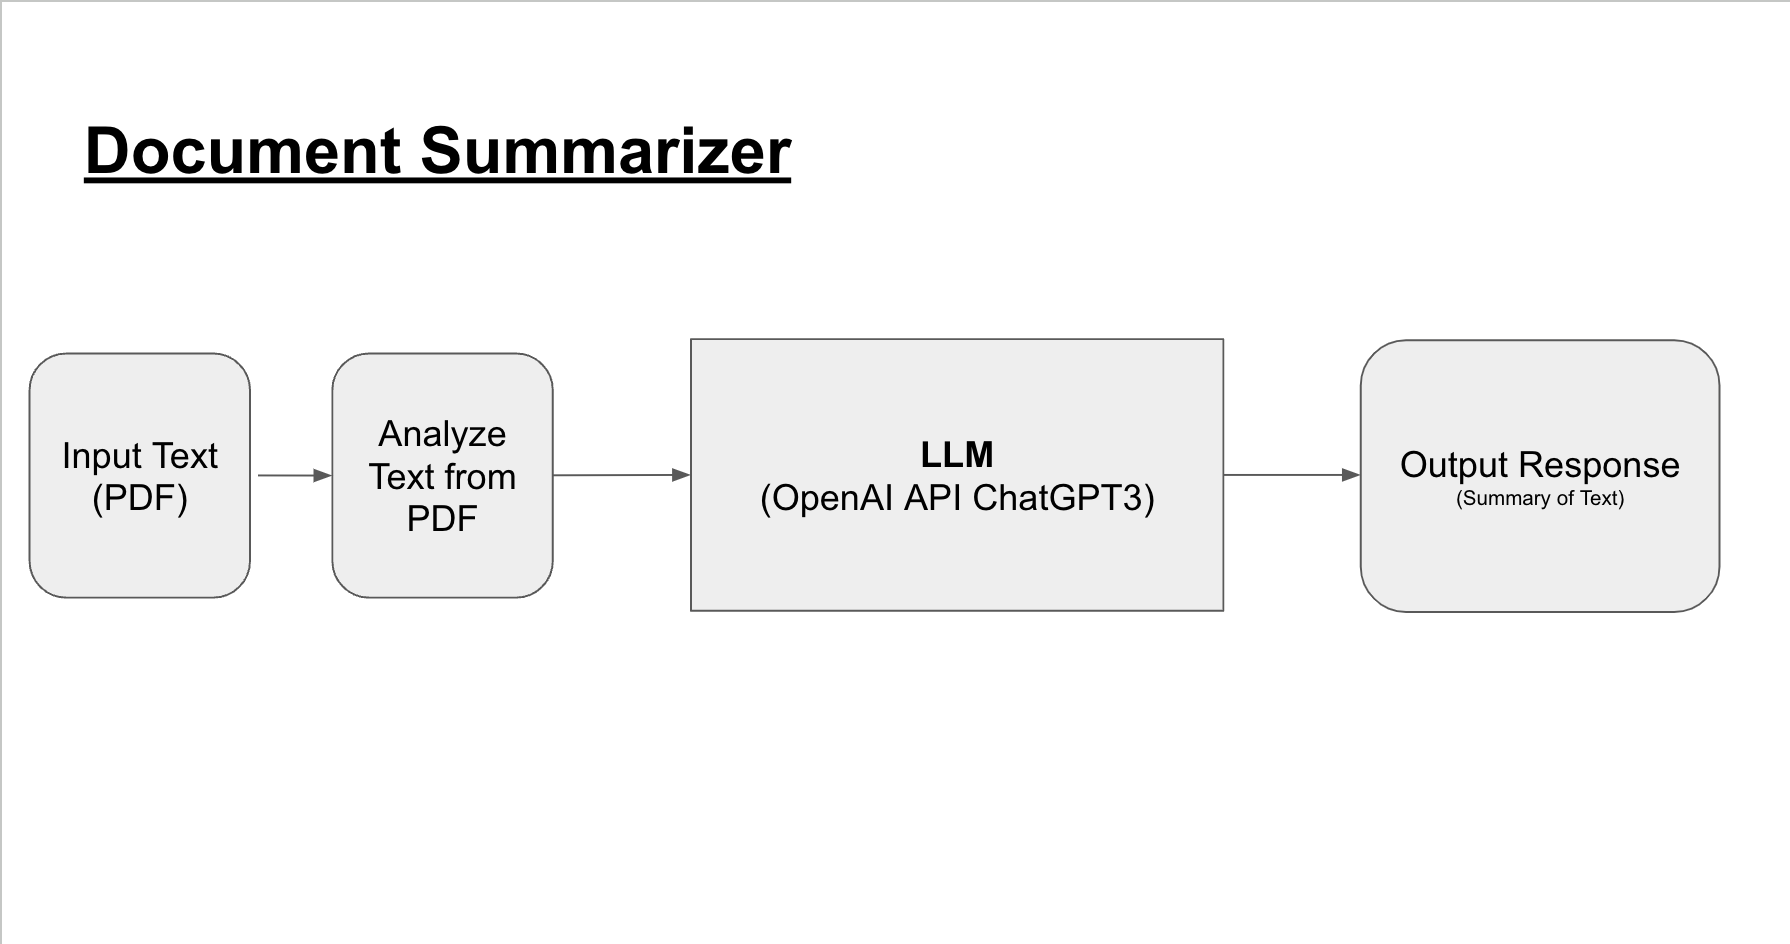 Document Summarizer
Input Text
(PDF)
Analyze
Text from
PDF
LLM
(OpenAI API ChatGPT3)
Output Response
(Summary of Text)